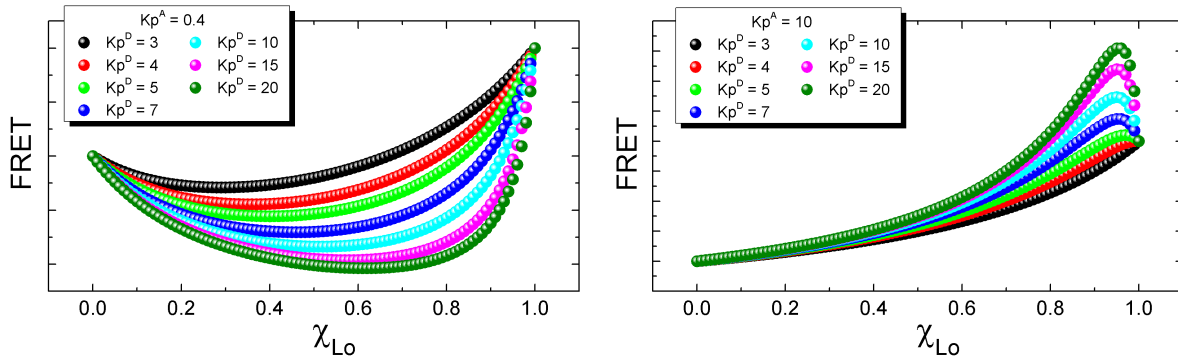 Kp^A = 0.4
Kp^D = 3 Kp^D = 10
Kp^D = 4 Kp^D = 15
Kp^D = 5 Kp^D = 20
Kp^D = 7
FRET
0.0 0.2 0.4 0.6 0.8 1.0
χ_Lo
Kp^A = 10
Kp^D = 3 Kp^D = 10
Kp^D = 4 Kp^D = 15
Kp^D = 5 Kp^D = 20
Kp^D = 7
FRET
0.0 0.2 0.4 0.6 0.8 1.0
χ_Lo